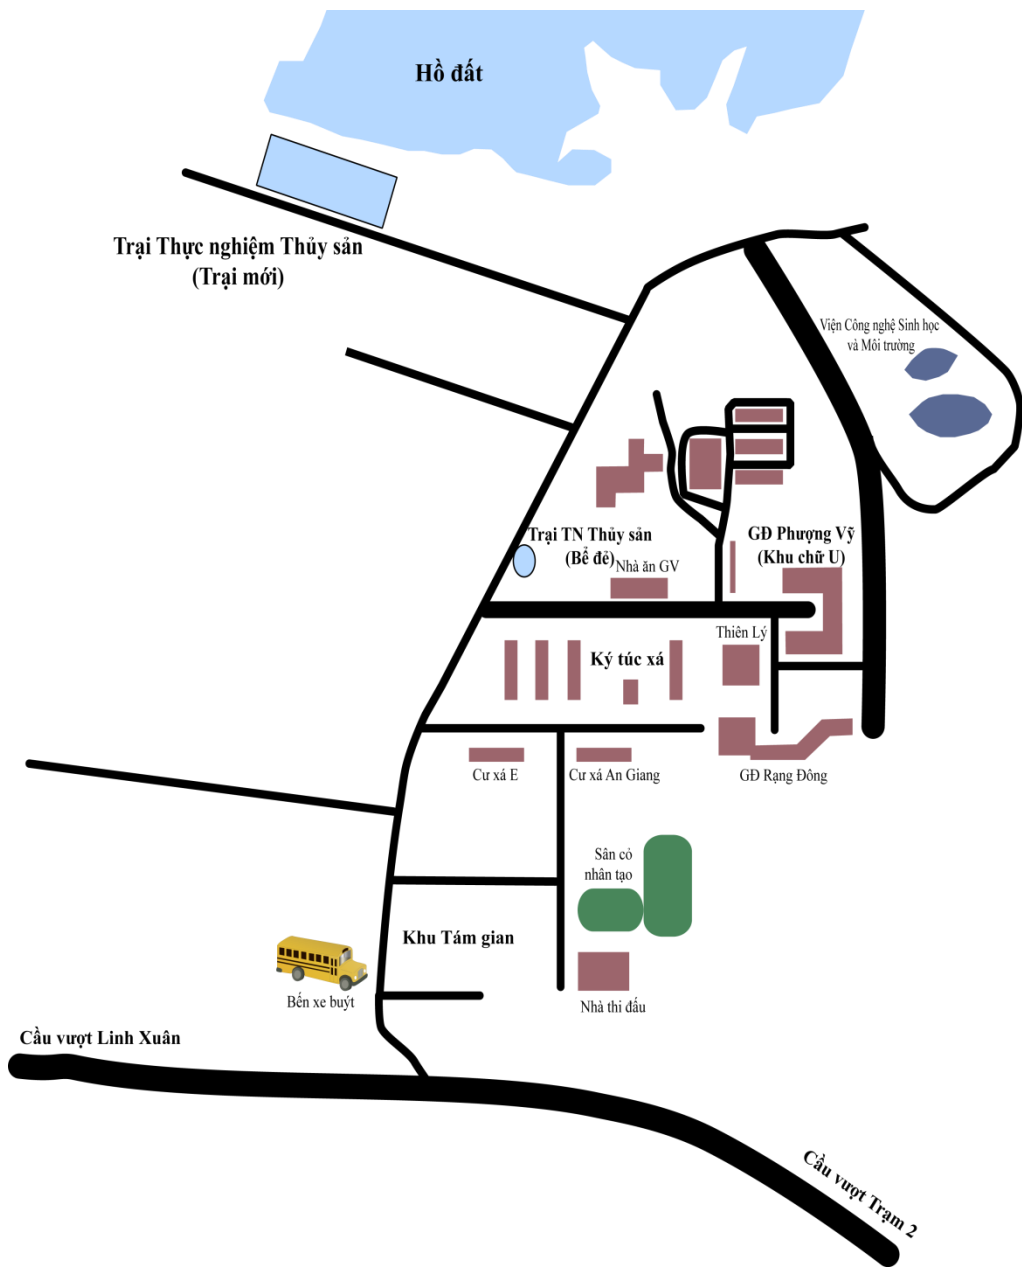 Hồ đất
Trại Thực nghiệm Thủy sản
(Trại mới)
Viện Công nghệ Sinh học
và Môi trường
Trại TN Thủy sản
(Bể đẻ)
GĐ Phượng Vỹ
(Khu chữ U)
Nhà ăn GV
Thiên Lý
Ký túc xá
Cư xá E
Cư xá An Giang
GĐ Rạng Đông
Sân cỏ
nhân tạo
Khu Tám gian
Bến xe buýt
Nhà thi đấu
Cầu vượt Linh Xuân
Cầu vượt Trạm 2